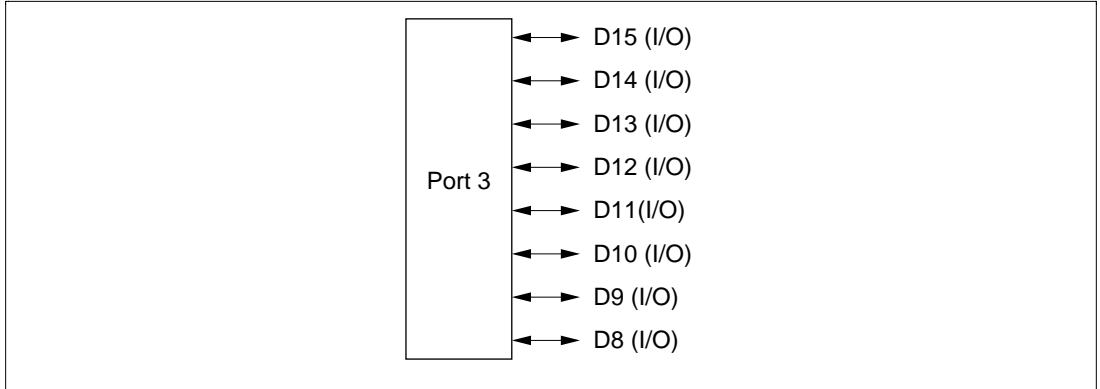 D15 (I/O)
D14 (I/O)
D13 (I/O)
D12 (I/O)
Port 3
D11(I/O)
D10 (I/O)
D9 (I/O)
D8 (I/O)